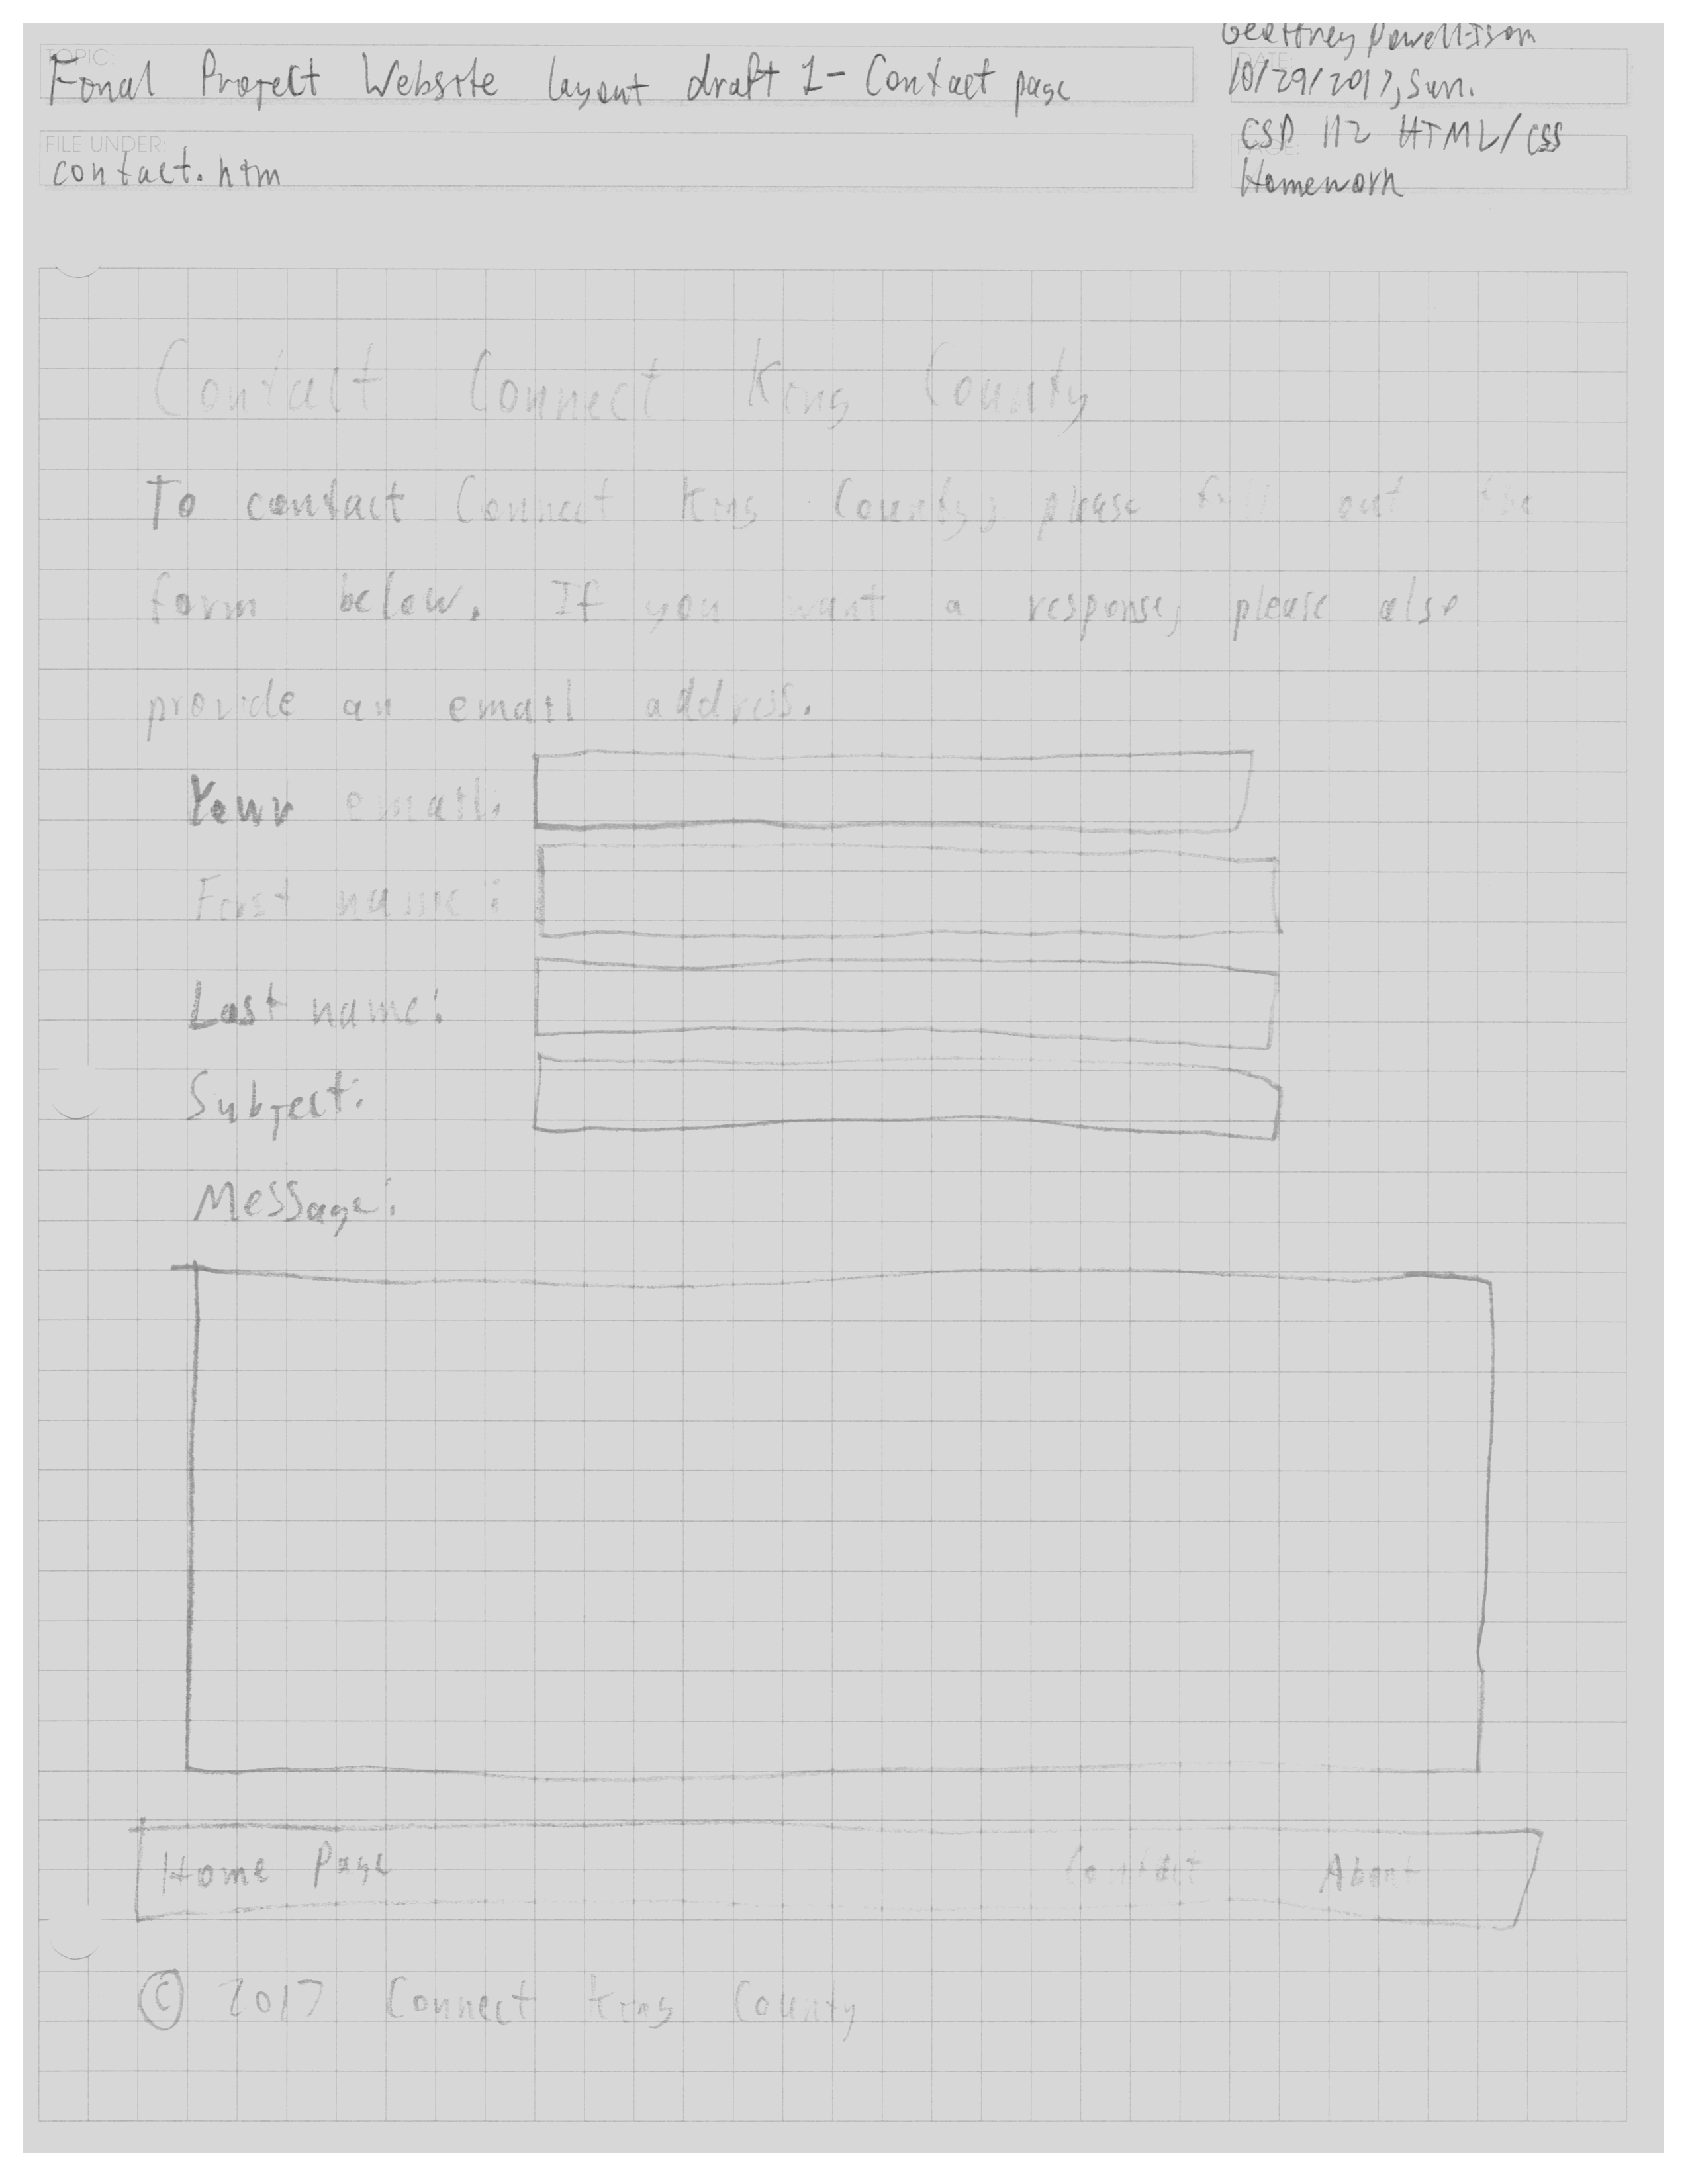 TOPIC:
Final Project Website layout draft 1 - Contact page
Geoffrey Powell-Isom
DATE:
10/29/2017, Sun.
FILE UNDER:
contact.htm
CSD 112 HTML/CSS
PAGE:
Homework
Contact Connect King County
To contact Connect King County, please fill out the
form below. If you want a response, please also
provide an email address.
Your email:
First name:
Last name:
Subject:
Message:
Home Page Contact About
© 2017 Connect King County